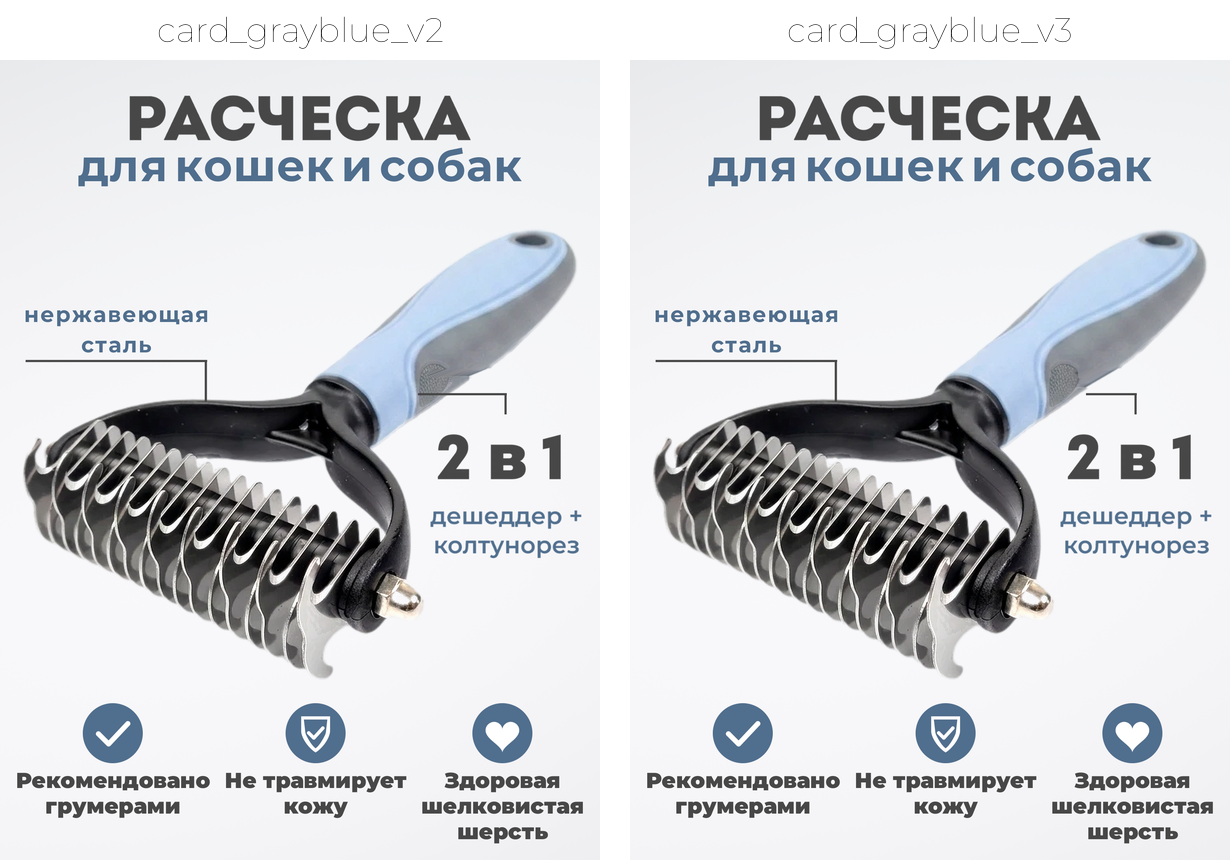 card_grayblue_v2
РАСЧЕСКА
для кошек и собак
нержавеющая
сталь
2 в 1
дешеддер +
колтунорез
Рекомендовано
грумерами
Не травмирует
кожу
Здоровая
шелковистая
шерсть
card_grayblue_v3
РАСЧЕСКА
для кошек и собак
нержавеющая
сталь
2 в 1
дешеддер +
колтунорез
Рекомендовано
грумерами
Не травмирует
кожу
Здоровая
шелковистая
шерсть